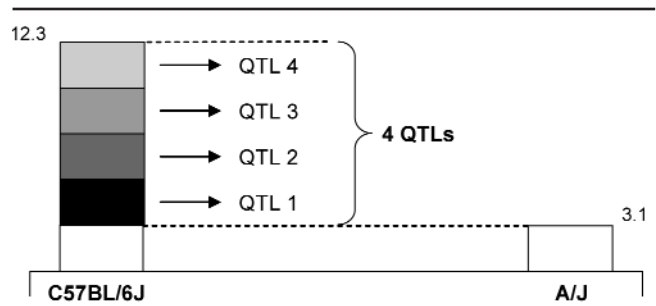 12.3
QTL 4
QTL 3
4 QTLs
QTL 2
QTL 1
3.1
C57BL/6J
A/J